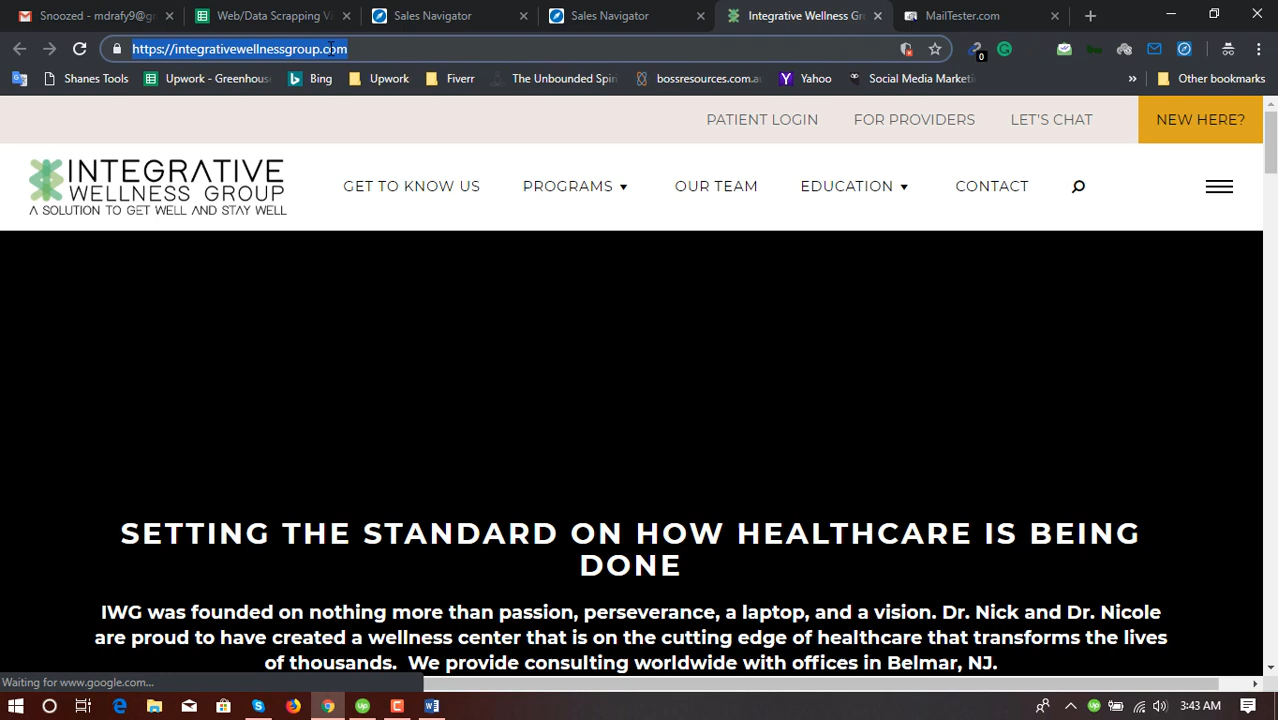 Snoozed - mdrafy9@g
Web/Data Scrapping Vi
Sales Navigator
Sales Navigator
Integrative Wellness Gr
MailTester.com
https://integrativewellnessgroup.com
0
Shanes Tools
Upwork - Greenhouse
Bing
Upwork
Fiverr
The Unbounded Spiri
bossresources.com.au
Yahoo
Social Media Marketi
Other bookmarks
PATIENT LOGIN
FOR PROVIDERS
LET'S CHAT
NEW HERE?
INTEGRATIVE
WELLNESS GROUP
A SOLUTION TO GET WELL AND STAY WELL
GET TO KNOW US
PROGRAMS
OUR TEAM
EDUCATION
CONTACT
SETTING THE STANDARD ON HOW HEALTHCARE IS BEING
DONE
IWG was founded on nothing more than passion, perseverance, a laptop, and a vision. Dr. Nick and Dr. Nicole
are proud to have created a wellness center that is on the cutting edge of healthcare that transforms the lives
of thousands. We provide consulting worldwide with offices in Belmar, NJ.
Waiting for www.google.com...
3:43 AM